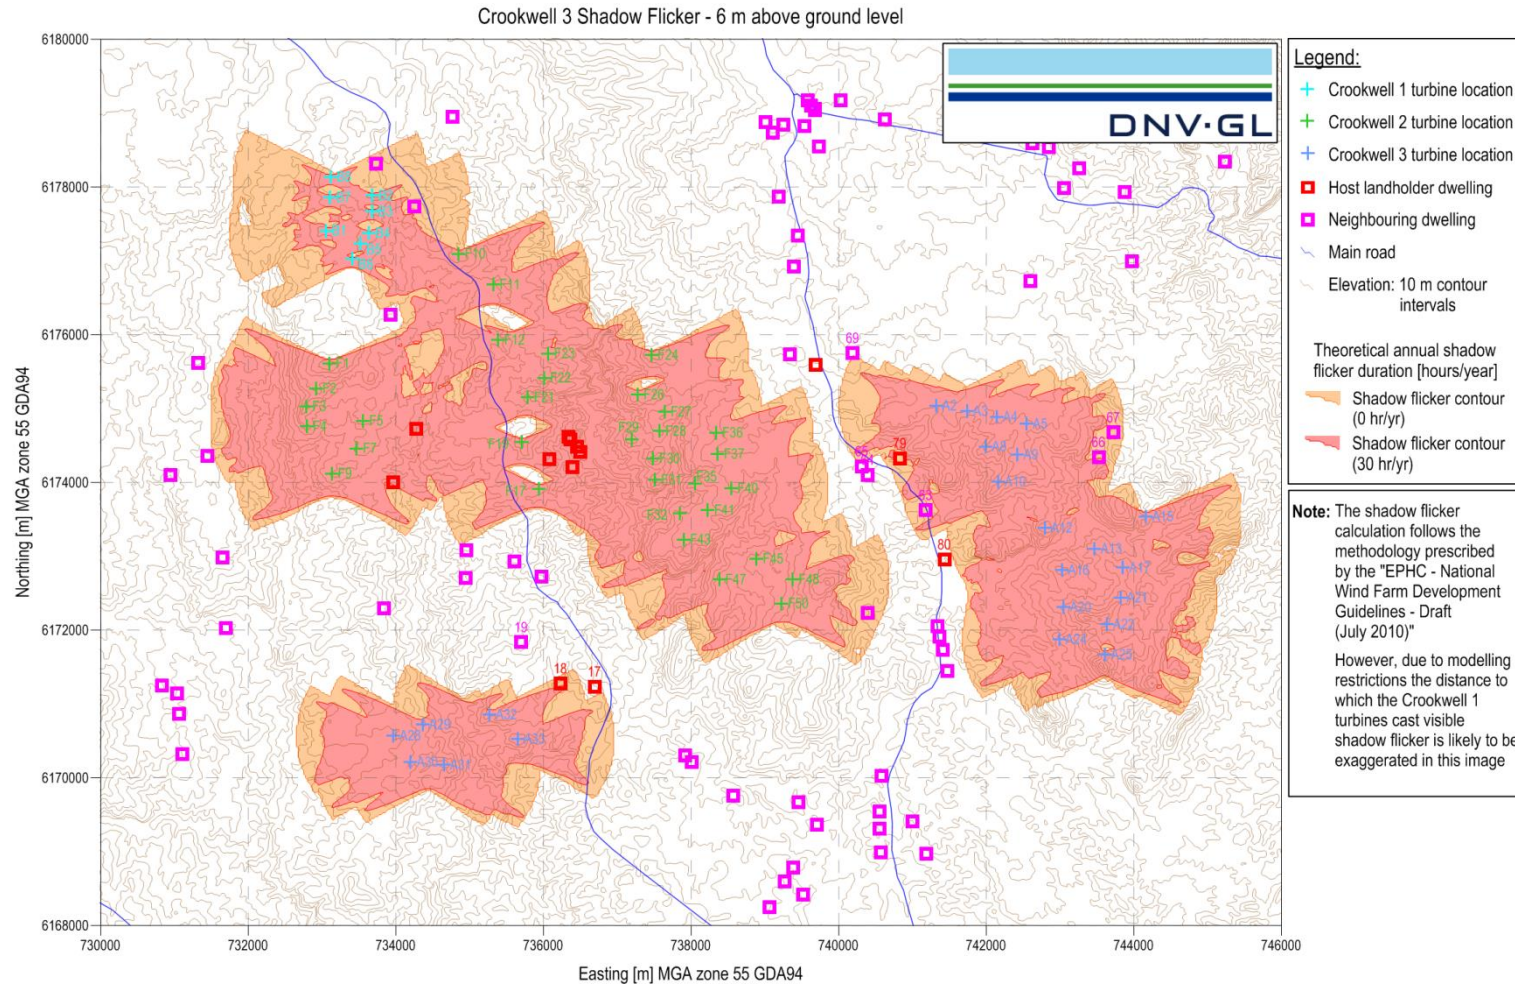 Crookwell 3 Shadow Flicker - 6 m above ground level
DNV·GL
Legend:
Crookwell 1 turbine location
Crookwell 2 turbine location
Crookwell 3 turbine location
Host landholder dwelling
Neighbouring dwelling
Main road
Elevation: 10 m contour
intervals
Theoretical annual shadow
flicker duration [hours/year]
Shadow flicker contour
(0 hr/yr)
Shadow flicker contour
(30 hr/yr)
Note: The shadow flicker
calculation follows the
methodology prescribed
by the "EPHC - National
Wind Farm Development
Guidelines - Draft
(July 2010)"
However, due to modelling
restrictions the distance to
which the Crookwell 1
turbines cast visible
shadow flicker is likely to be
exaggerated in this image
Northing [m] MGA zone 55 GDA94
6180000
6178000
6176000
6174000
6172000
6170000
6168000
730000
732000
734000
736000
738000
740000
742000
744000
746000
Easting [m] MGA zone 55 GDA94
F10
F11
F12
F23
F24
F22
F21
F26
F27
F29
F28
F36
F30
F37
F31
F35
F40
F17
F32
F41
F43
F45
F47
F48
F50
F1
F2
F3
F4
F5
F7
F9
69
67
66
79
80
19
18
17
A2
A3
A4
A5
A8
A9
A10
A12
A13
A16
A17
A18
A20
A21
A22
A24
A28
A29
A31
A32
A33